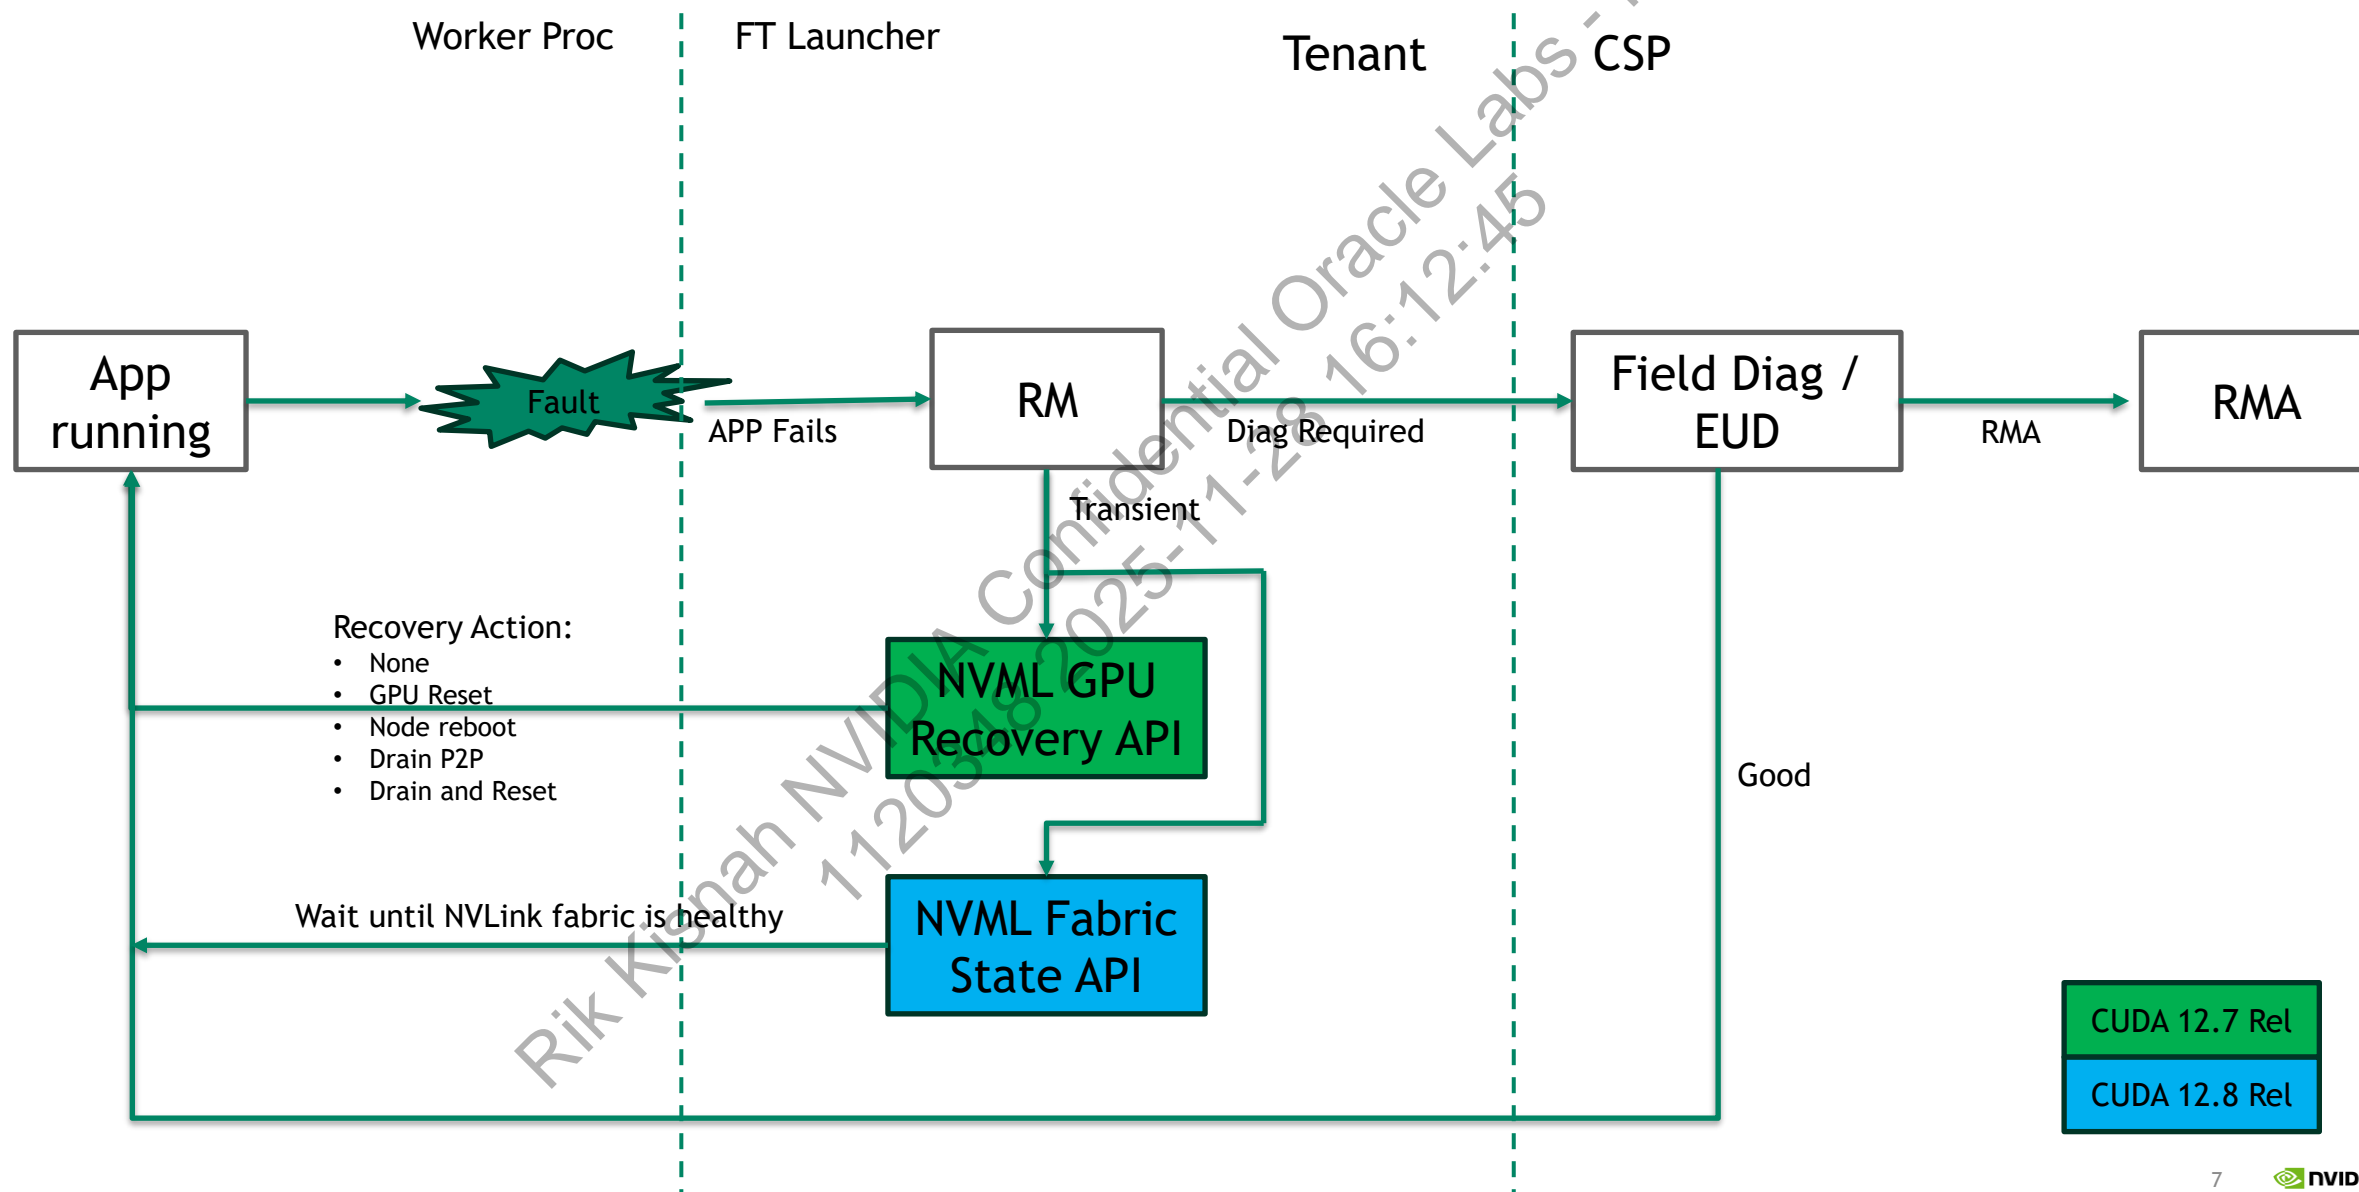 Worker Proc
FT Launcher
Tenant
CSP
App
running
Fault
APP Fails
RM
Diag Required
Field Diag /
EUD
RMA
RMA
Transient
Recovery Action:
• None
• GPU Reset
• Node reboot
• Drain P2P
• Drain and Reset
NVML GPU
Recovery API
Good
Wait until NVLink fabric is healthy
NVML Fabric
State API
CUDA 12.7 Rel
CUDA 12.8 Rel
Rik Kisnah NVIDIA Confidential Oracle Labs -
11203482025-11-28 16:12:45
7
NVID